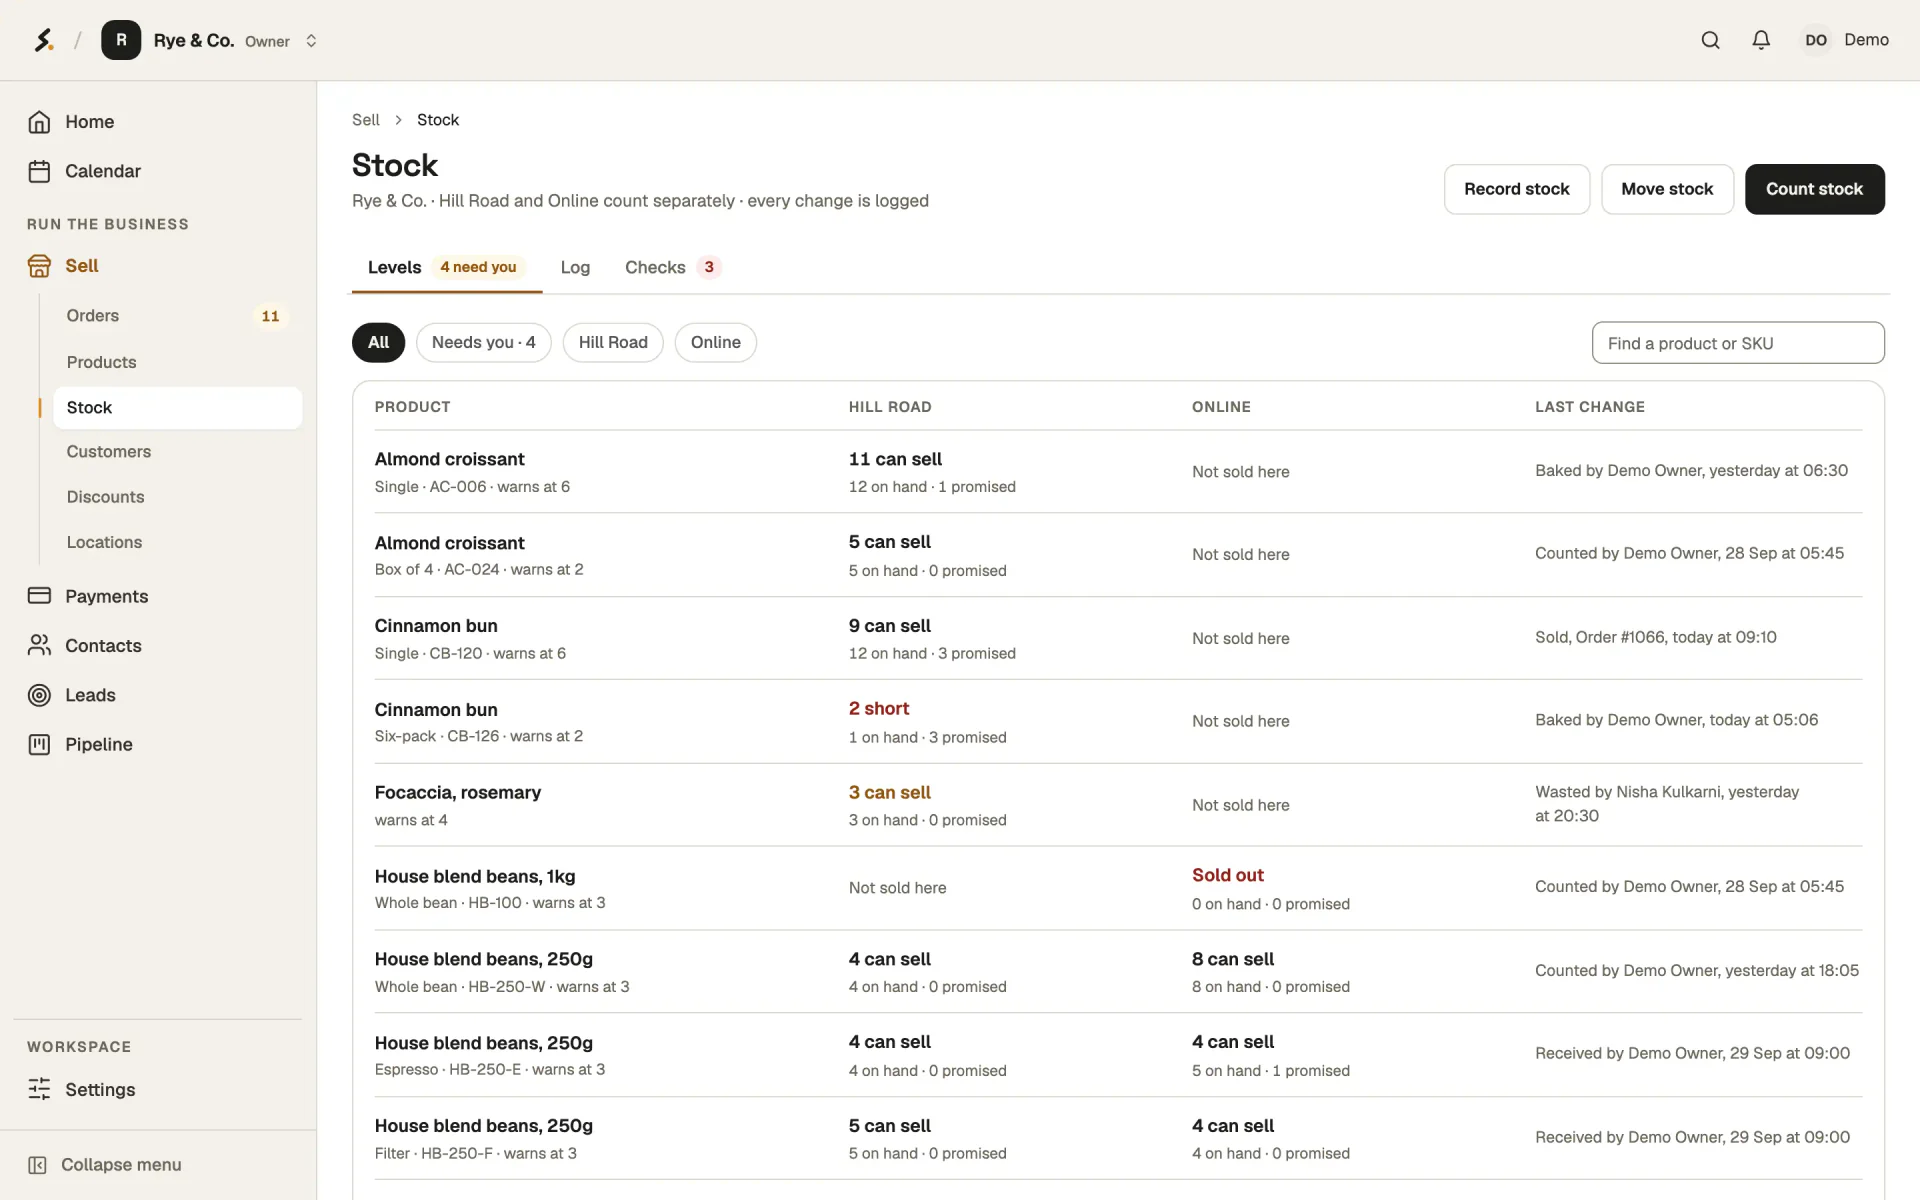 / R Rye & Co. Owner
DO Demo
Home
Calendar
RUN THE BUSINESS
Sell
Orders 11
Products
Stock
Customers
Discounts
Locations
Payments
Contacts
Leads
Pipeline
WORKSPACE
Settings
Collapse menu
Sell > Stock
Stock
Rye & Co. · Hill Road and Online count separately · every change is logged
Record stock Move stock Count stock
Levels 4 need you Log Checks 3
All Needs you · 4 Hill Road Online Find a product or SKU
PRODUCT HILL ROAD ONLINE LAST CHANGE
Almond croissant
Single · AC-006 · warns at 6
11 can sell
12 on hand · 1 promised
Not sold here
Baked by Demo Owner, yesterday at 06:30
Almond croissant
Box of 4 · AC-024 · warns at 2
5 can sell
5 on hand · 0 promised
Not sold here
Counted by Demo Owner, 28 Sep at 05:45
Cinnamon bun
Single · CB-120 · warns at 6
9 can sell
12 on hand · 3 promised
Not sold here
Sold, Order #1066, today at 09:10
Cinnamon bun
Six-pack · CB-126 · warns at 2
2 short
1 on hand · 3 promised
Not sold here
Baked by Demo Owner, today at 05:06
Focaccia, rosemary
warns at 4
3 can sell
3 on hand · 0 promised
Not sold here
Wasted by Nisha Kulkarni, yesterday
at 20:30
House blend beans, 1kg
Whole bean · HB-100 · warns at 3
Not sold here
Sold out
0 on hand · 0 promised
Counted by Demo Owner, 28 Sep at 05:45
House blend beans, 250g
Whole bean · HB-250-W · warns at 3
4 can sell
4 on hand · 0 promised
8 can sell
8 on hand · 0 promised
Counted by Demo Owner, yesterday at 18:05
House blend beans, 250g
Espresso · HB-250-E · warns at 3
4 can sell
4 on hand · 0 promised
4 can sell
5 on hand · 1 promised
Received by Demo Owner, 29 Sep at 09:00
House blend beans, 250g
Filter · HB-250-F · warns at 3
5 can sell
5 on hand · 0 promised
4 can sell
4 on hand · 0 promised
Received by Demo Owner, 29 Sep at 09:00